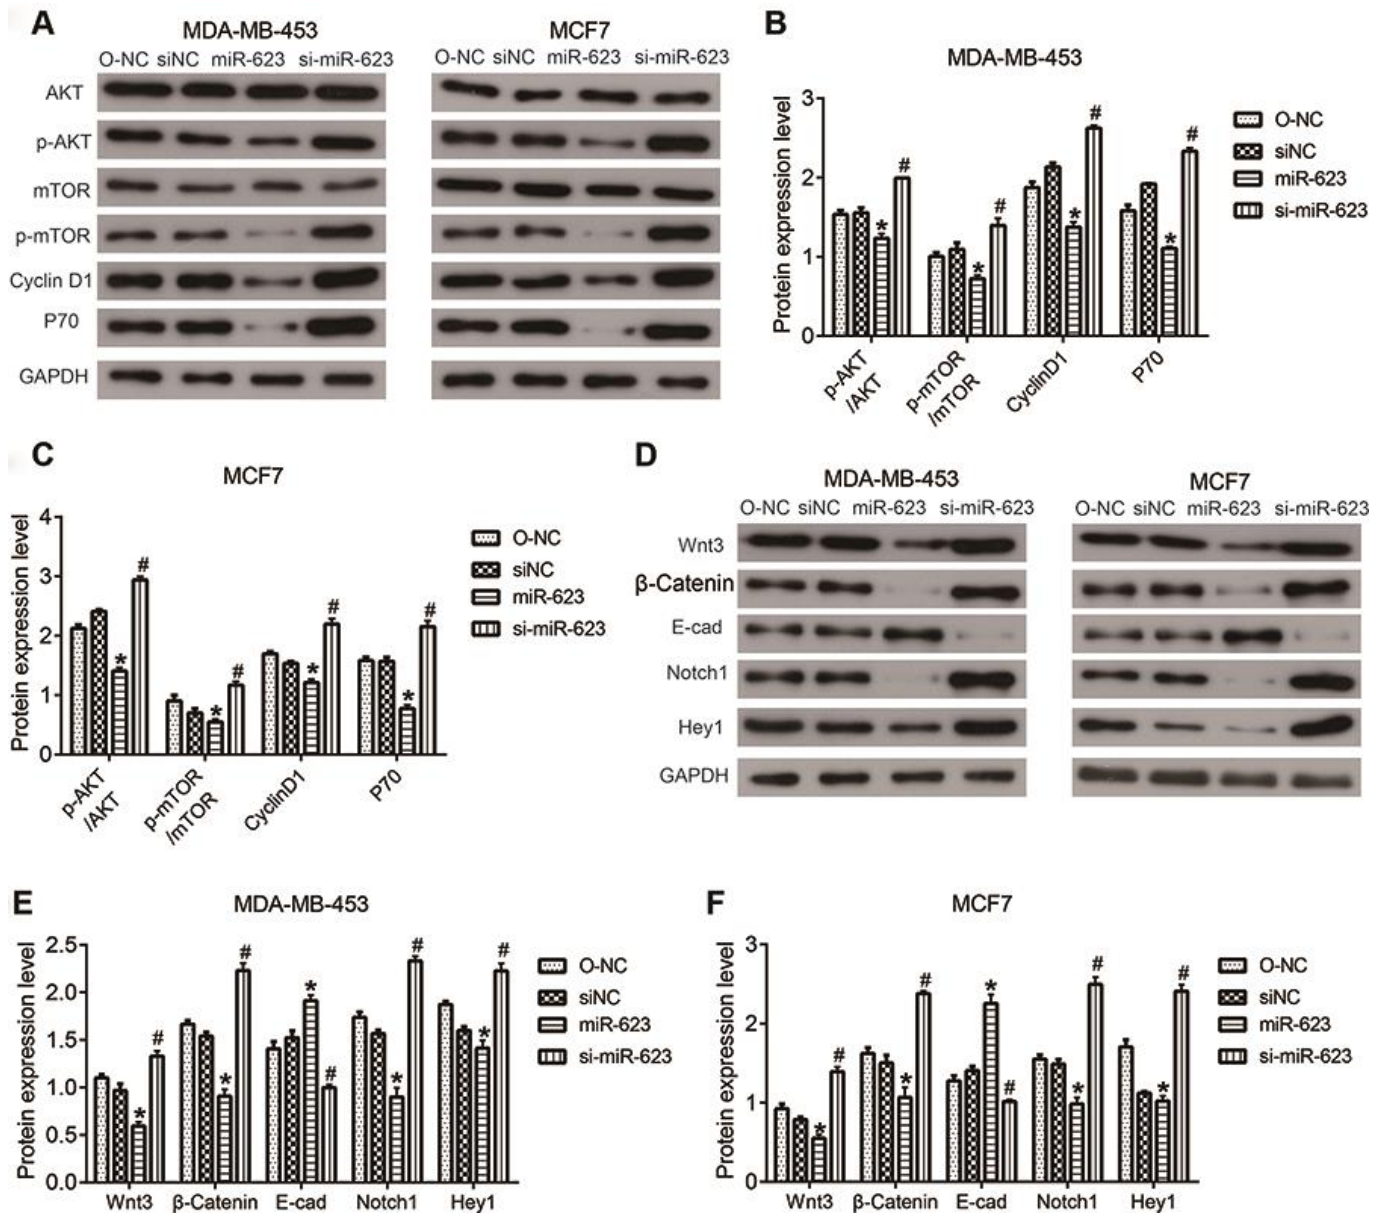 A
MDA-MB-453
MCF7
O-NC siNC miR-623 si-miR-623
O-NC siNC miR-623 si-miR-623
AKT
p-AKT
mTOR
p-mTOR
Cyclin D1
P70
GAPDH
B
MDA-MB-453
Protein expression level
3
2
1
0
* # * # * # * #
p-AKT
/AKT
p-mTOR
/mTOR
CyclinD1
P70
O-NC
siNC
miR-623
si-miR-623
C
MCF7
Protein expression level
4
3
2
1
0
* # * # * # * #
p-AKT
/AKT
p-mTOR
/mTOR
CyclinD1
P70
O-NC
siNC
miR-623
si-miR-623
D
MDA-MB-453
MCF7
O-NC siNC miR-623 si-miR-623
O-NC siNC miR-623 si-miR-623
Wnt3
β-Catenin
E-cad
Notch1
Hey1
GAPDH
E
MDA-MB-453
Protein expression level
2.5
2.0
1.5
1.0
0.5
0.0
* # * # * # * # * #
Wnt3 β-Catenin E-cad Notch1 Hey1
O-NC
siNC
miR-623
si-miR-623
F
MCF7
Protein expression level
3
2
1
0
* # * # * # * # * #
Wnt3 β-Catenin E-cad Notch1 Hey1
O-NC
siNC
miR-623
si-miR-623